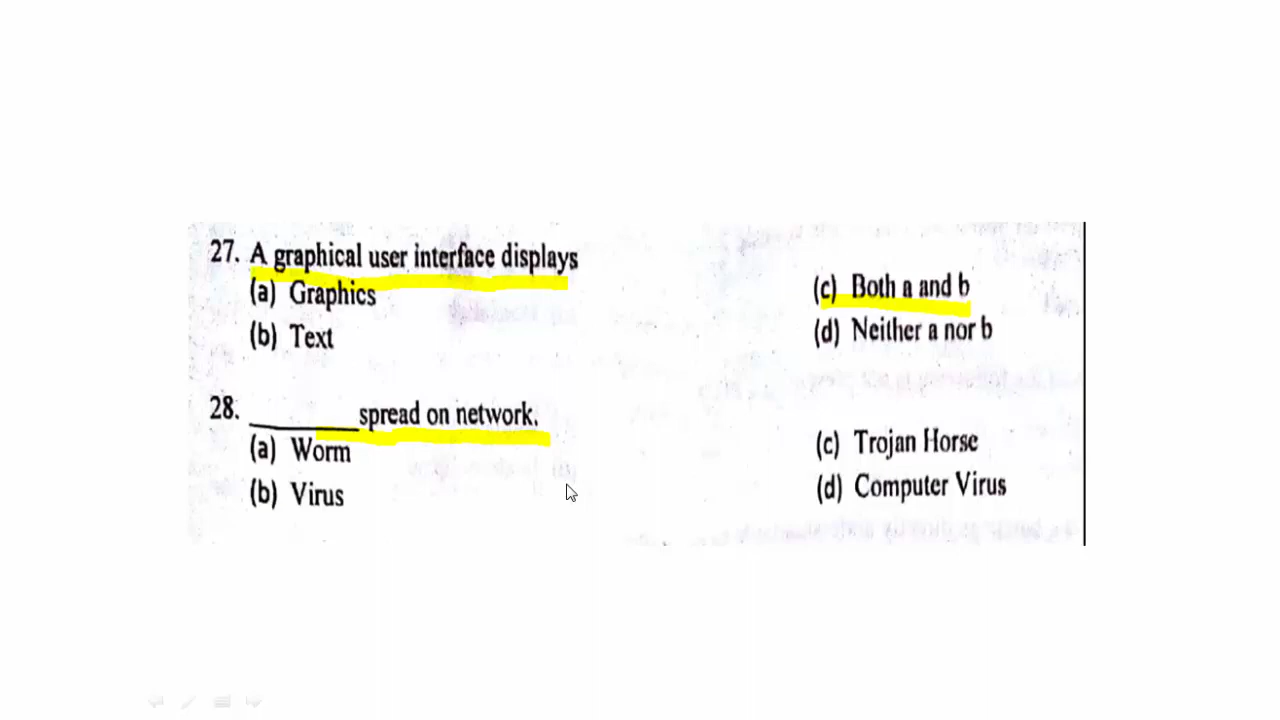 27. A graphical user interface displays
(a) Graphics
(c) Both a and b
(b) Text
(d) Neither a nor b
28. ________ spread on network.
(a) Worm
(c) Trojan Horse
(b) Virus
(d) Computer Virus